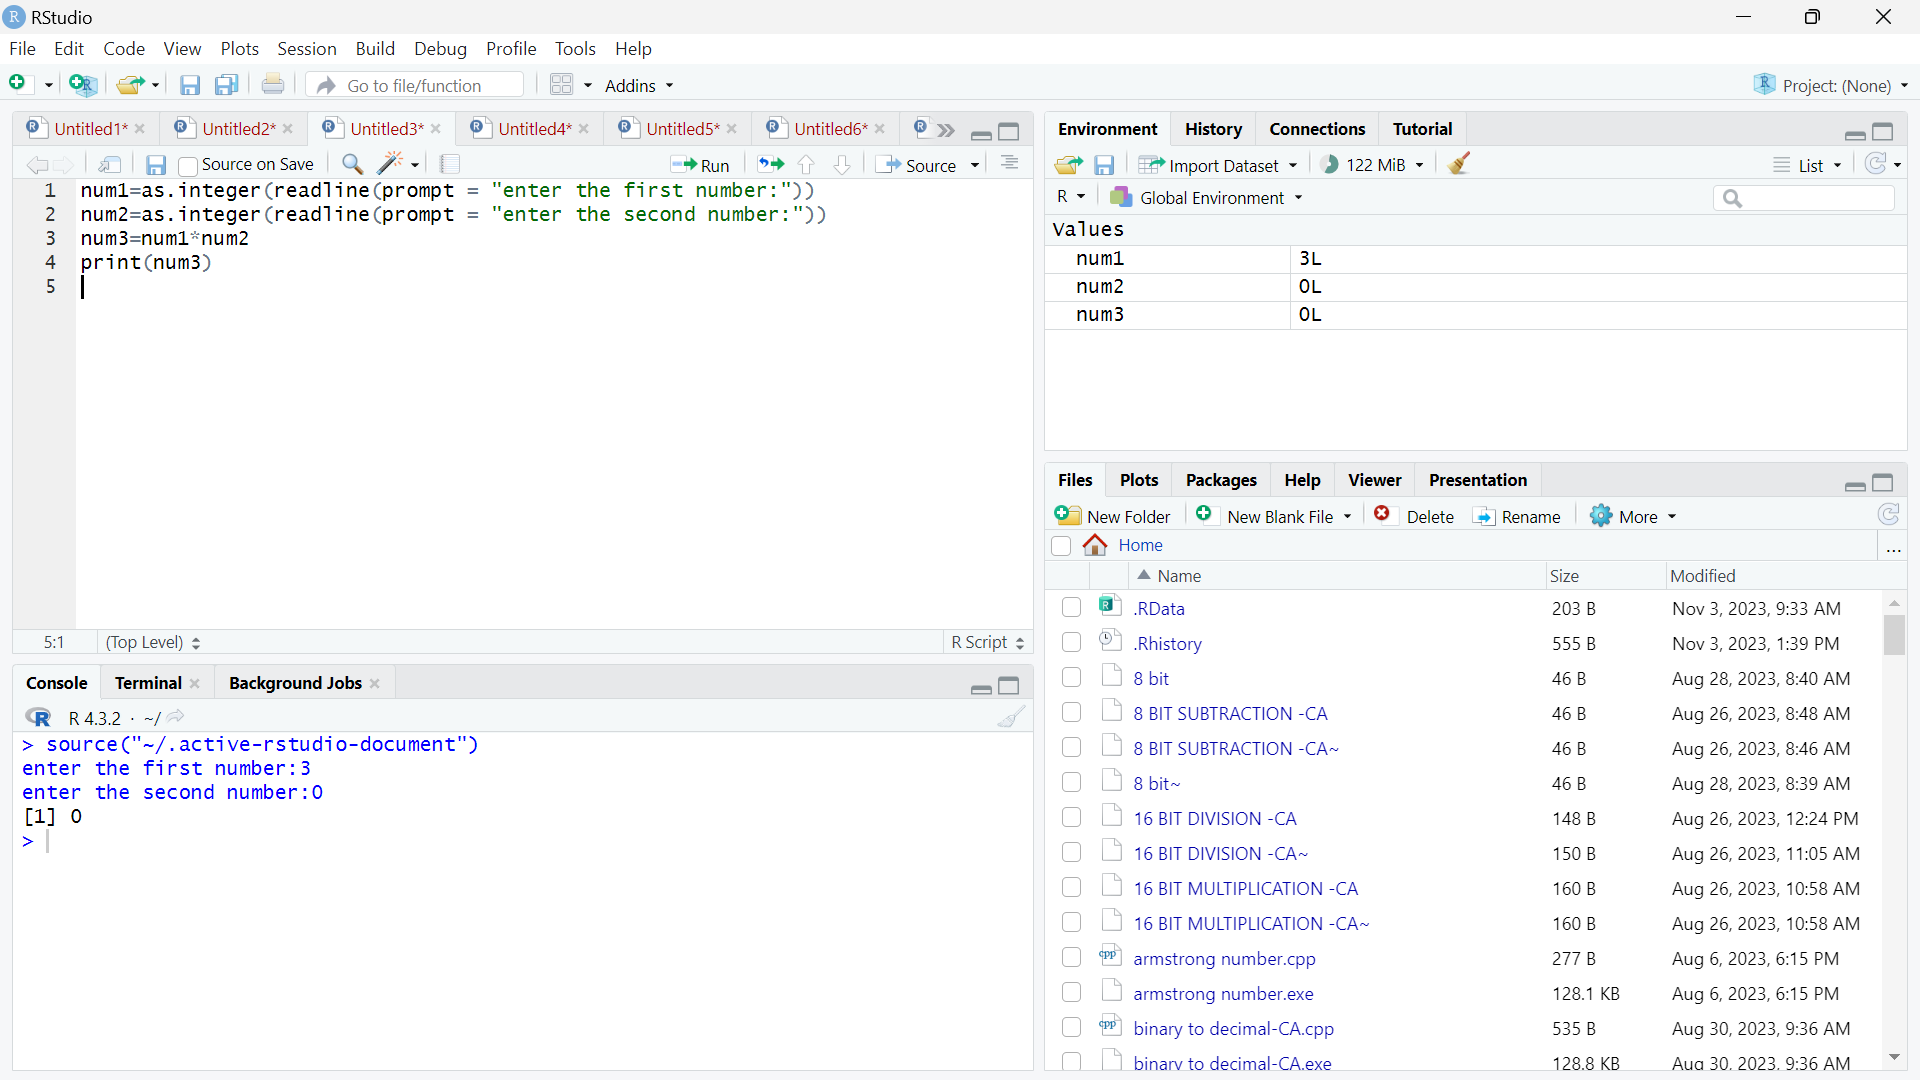 RStudio
File Edit Code View Plots Session Build Debug Profile Tools Help
Go to file/function Addins Project: (None)
Untitled1* Untitled2* Untitled3* Untitled4* Untitled5* Untitled6*
Source on Save Run Source
1 num1=as.integer(readline(prompt = "enter the first number:"))
2 num2=as.integer(readline(prompt = "enter the second number:"))
3 num3=num1*num2
4 print(num3)
5
5:1 (Top Level) R Script
Console Terminal Background Jobs
R 4.3.2 · ~/
> source("~/.active-rstudio-document")
enter the first number:3
enter the second number:0
[1] 0
>
Environment History Connections Tutorial
Import Dataset 122 MiB List
R Global Environment
Values
num1 3L
num2 0L
num3 0L
Files Plots Packages Help Viewer Presentation
New Folder New Blank File Delete Rename More
Home ...
Name Size Modified
.RData 203 B Nov 3, 2023, 9:33 AM
.Rhistory 555 B Nov 3, 2023, 1:39 PM
8 bit 46 B Aug 28, 2023, 8:40 AM
8 BIT SUBTRACTION -CA 46 B Aug 26, 2023, 8:48 AM
8 BIT SUBTRACTION -CA~ 46 B Aug 26, 2023, 8:46 AM
8 bit~ 46 B Aug 28, 2023, 8:39 AM
16 BIT DIVISION -CA 148 B Aug 26, 2023, 12:24 PM
16 BIT DIVISION -CA~ 150 B Aug 26, 2023, 11:05 AM
16 BIT MULTIPLICATION -CA 160 B Aug 26, 2023, 10:58 AM
16 BIT MULTIPLICATION -CA~ 160 B Aug 26, 2023, 10:58 AM
armstrong number.cpp 277 B Aug 6, 2023, 6:15 PM
armstrong number.exe 128.1 KB Aug 6, 2023, 6:15 PM
binary to decimal-CA.cpp 535 B Aug 30, 2023, 9:36 AM
binary to decimal-CA.exe 128.8 KB Aug 30, 2023, 9:36 AM